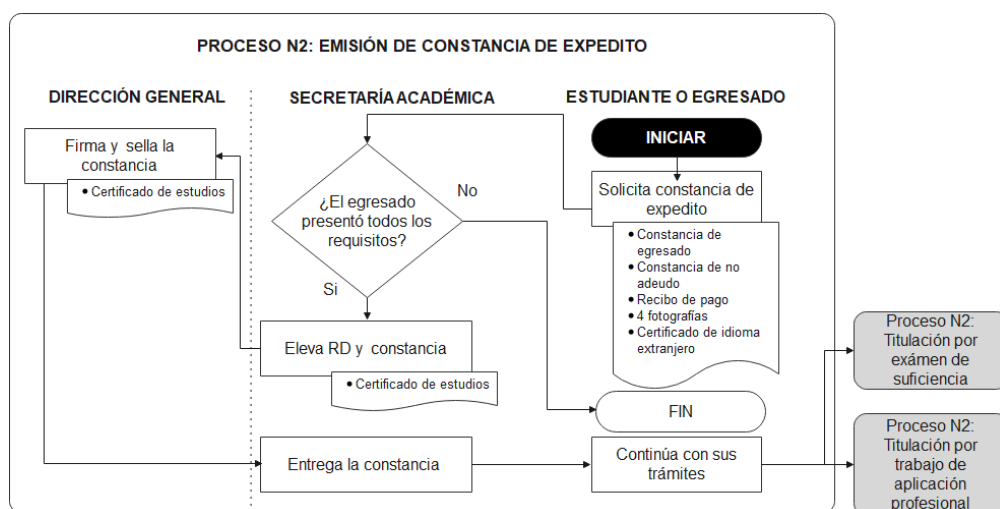 PROCESO N2: EMISIÓN DE CONSTANCIA DE EXPEDITO
DIRECCIÓN GENERAL
SECRETARÍA ACADÉMICA
ESTUDIANTE O EGRESADO
INICIAR
Solicita constancia de
expedito
• Constancia de
egresado
• Constancia de no
adeudo
• Recibo de pago
• 4 fotografías
• Certificado de idioma
extranjero
¿El egresado
presentó todos los
requisitos?
No
Si
Eleva RD y constancia
• Certificado de estudios
Firma y sella la
constancia
• Certificado de estudios
FIN
Entrega la constancia
Continúa con sus
trámites
Proceso N2:
Titulación por
exámen de
suficiencia
Proceso N2:
Titulación por
trabajo de
aplicación
profesional